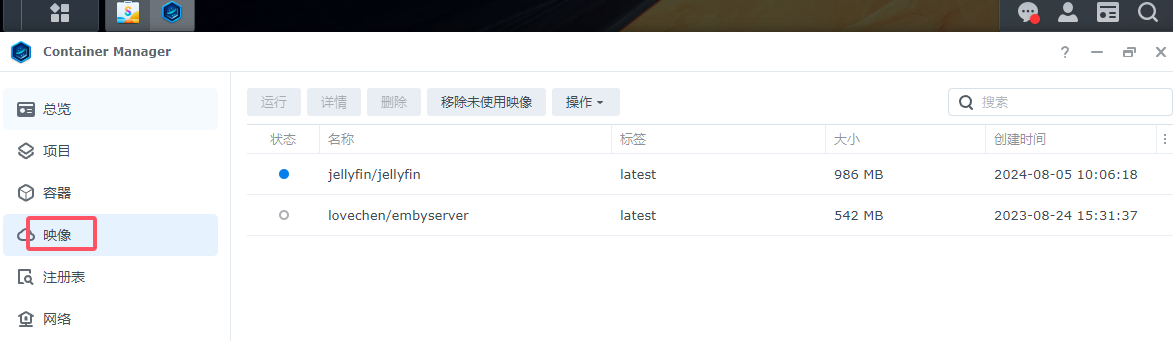 Container Manager
总览
项目
容器
映像
注册表
网络
运行 详情 删除 移除未使用映像 操作
搜索
状态 名称 标签 大小 创建时间
jellyfin/jellyfin latest 986 MB 2024-08-05 10:06:18
lovechen/embyserver latest 542 MB 2023-08-24 15:31:37